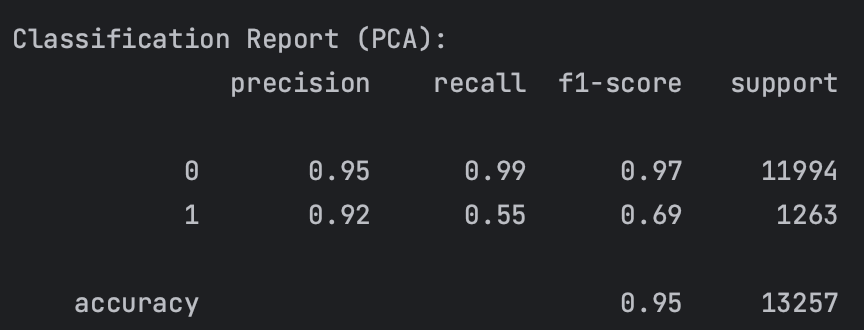 Classification Report (PCA):
precision recall f1-score support
0 0.95 0.99 0.97 11994
1 0.92 0.55 0.69 1263
accuracy 0.95 13257